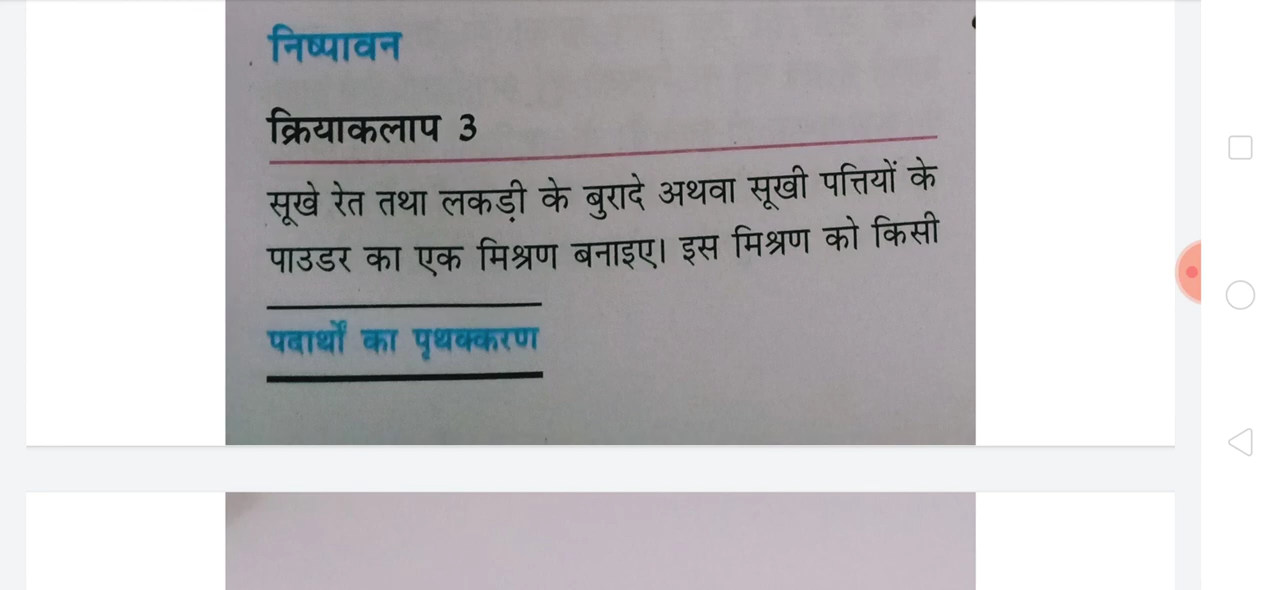 निष्पावन
क्रियाकलाप 3
सूखे रेत तथा लकड़ी के बुरादे अथवा सूखी पत्तियों के
पाउडर का एक मिश्रण बनाइए। इस मिश्रण को किसी
पदार्थों का पृथक्करण